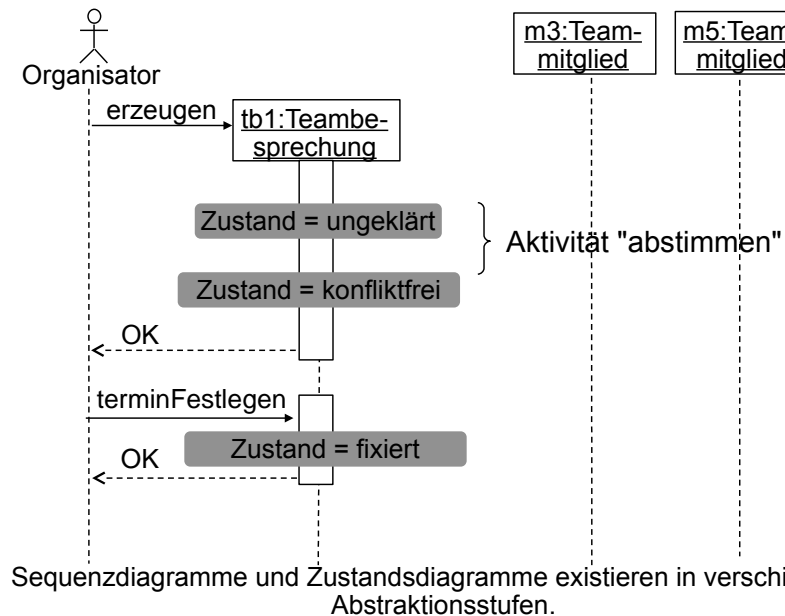 Organisator
m3:Team-
mitglied
m5:Team
mitglied
erzeugen
tb1:Teambe-
sprechung
Zustand = ungeklärt
Aktivität "abstimmen"
Zustand = konfliktfrei
OK
terminFestlegen
Zustand = fixiert
OK
Sequenzdiagramme und Zustandsdiagramme existieren in verschi
Abstraktionsstufen.